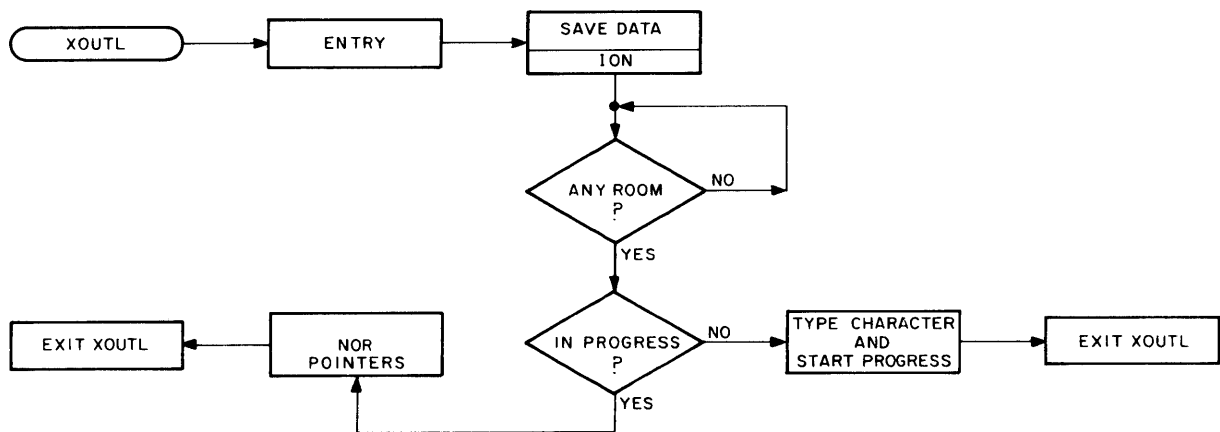 XOUTL
ENTRY
SAVE DATA
ION
ANY ROOM
?
NO
YES
EXIT XOUTL
NOR
POINTERS
IN PROGRESS
?
NO
TYPE CHARACTER
AND
START PROGRESS
EXIT XOUTL
YES